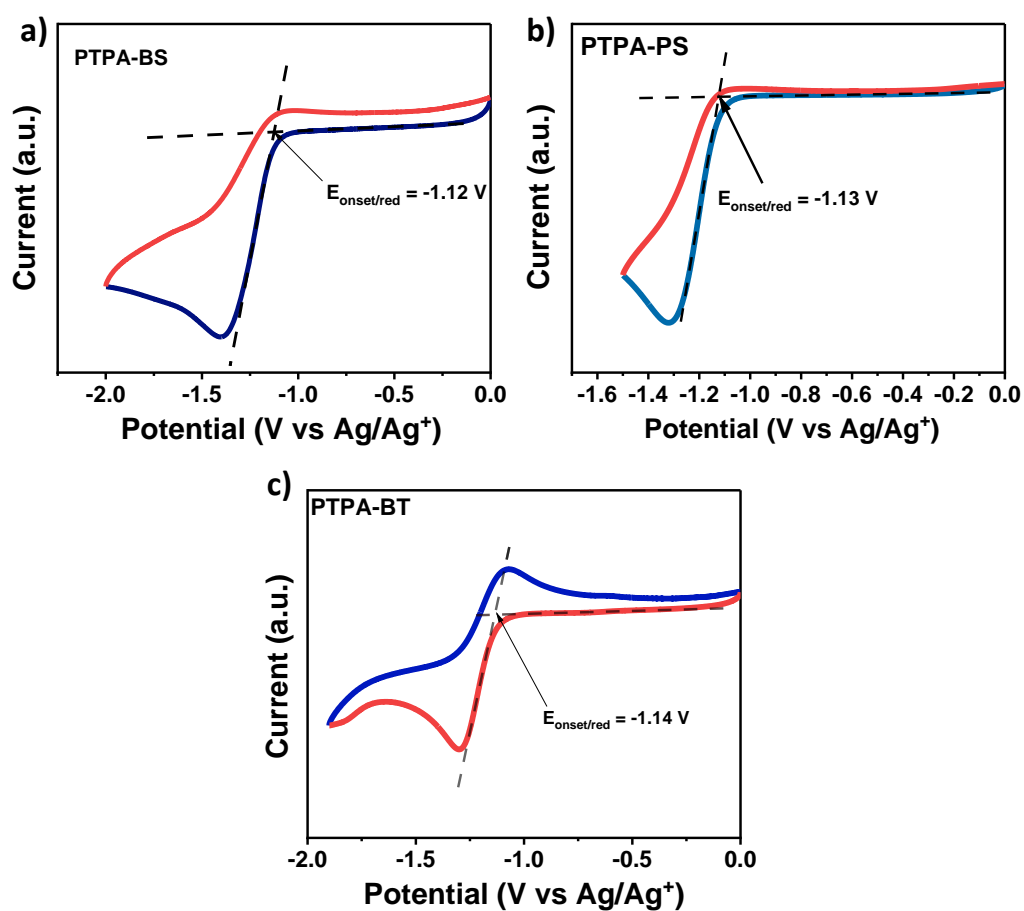 a)
PTPA-BS
Current (a.u.)
E_onset/red = -1.12 V
-2.0 -1.5 -1.0 -0.5 0.0
Potential (V vs Ag/Ag⁺)
b)
PTPA-PS
Current (a.u.)
E_onset/red = -1.13 V
-1.6 -1.4 -1.2 -1.0 -0.8 -0.6 -0.4 -0.2 0.0
Potential (V vs Ag/Ag⁺)
c)
PTPA-BT
Current (a.u.)
E_onset/red = -1.14 V
-2.0 -1.5 -1.0 -0.5 0.0
Potential (V vs Ag/Ag⁺)